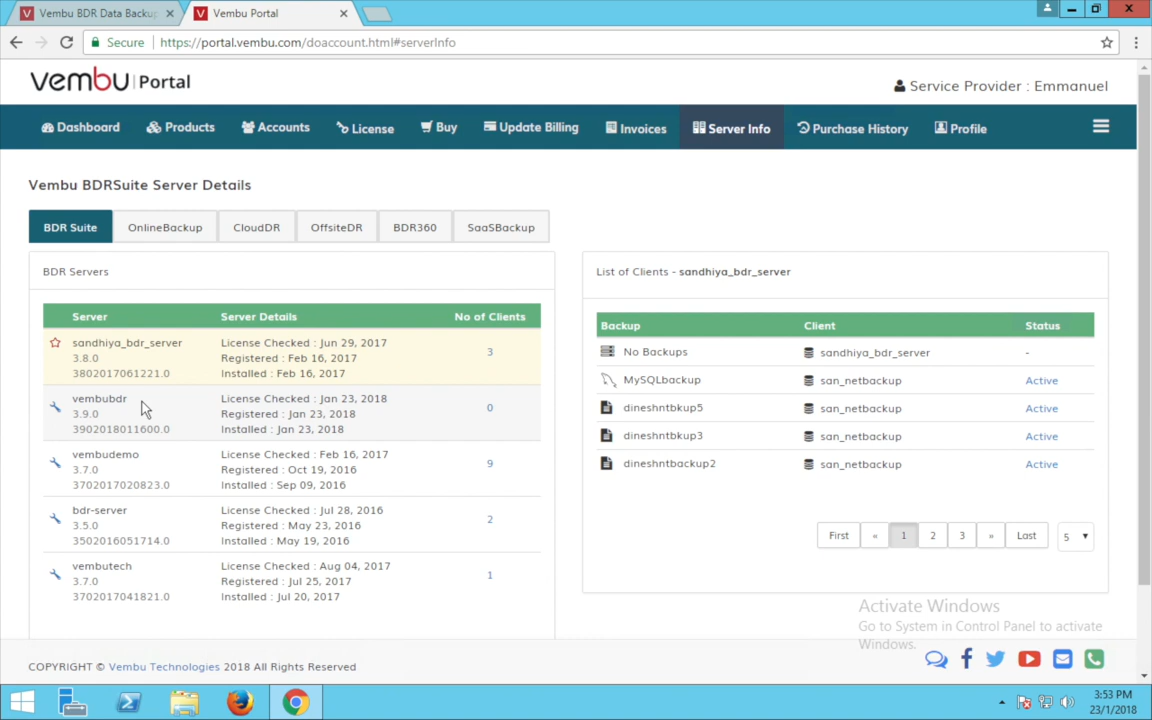 Vembu BDR Data Backup
Vembu Portal
Secure https://portal.vembu.com/doaccount.html#serverInfo
vembu Portal
Service Provider : Emmanuel
Dashboard Products Accounts License Buy Update Billing Invoices Server Info Purchase History Profile
Vembu BDRSuite Server Details
BDR Suite OnlineBackup CloudDR OffsiteDR BDR360 SaaSBackup
BDR Servers
Server Server Details No of Clients
sandhiya_bdr_server License Checked : Jun 29, 2017
3.8.0 Registered : Feb 16, 2017 3
3802017061221.0 Installed : Feb 16, 2017
vembubdr License Checked : Jan 23, 2018
3.9.0 Registered : Jan 23, 2018 0
3902018011600.0 Installed : Jan 23, 2018
vembudemo License Checked : Feb 16, 2017
3.7.0 Registered : Oct 19, 2016 9
3702017020823.0 Installed : Sep 09, 2016
bdr-server License Checked : Jul 28, 2016
3.5.0 Registered : May 23, 2016 2
3502016051714.0 Installed : May 19, 2016
vembutech License Checked : Aug 04, 2017
3.7.0 Registered : Jul 25, 2017 1
3702017041821.0 Installed : Jul 20, 2017
List of Clients - sandhiya_bdr_server
Backup Client Status
No Backups sandhiya_bdr_server -
MySQLbackup san_netbackup Active
dineshntbkup5 san_netbackup Active
dineshntbkup3 san_netbackup Active
dineshntbackup2 san_netbackup Active
First « 1 2 3 » Last 5
Activate Windows
Go to System in Control Panel to activate
Windows.
COPYRIGHT © Vembu Technologies 2018 All Rights Reserved
3:53 PM
23/1/2018